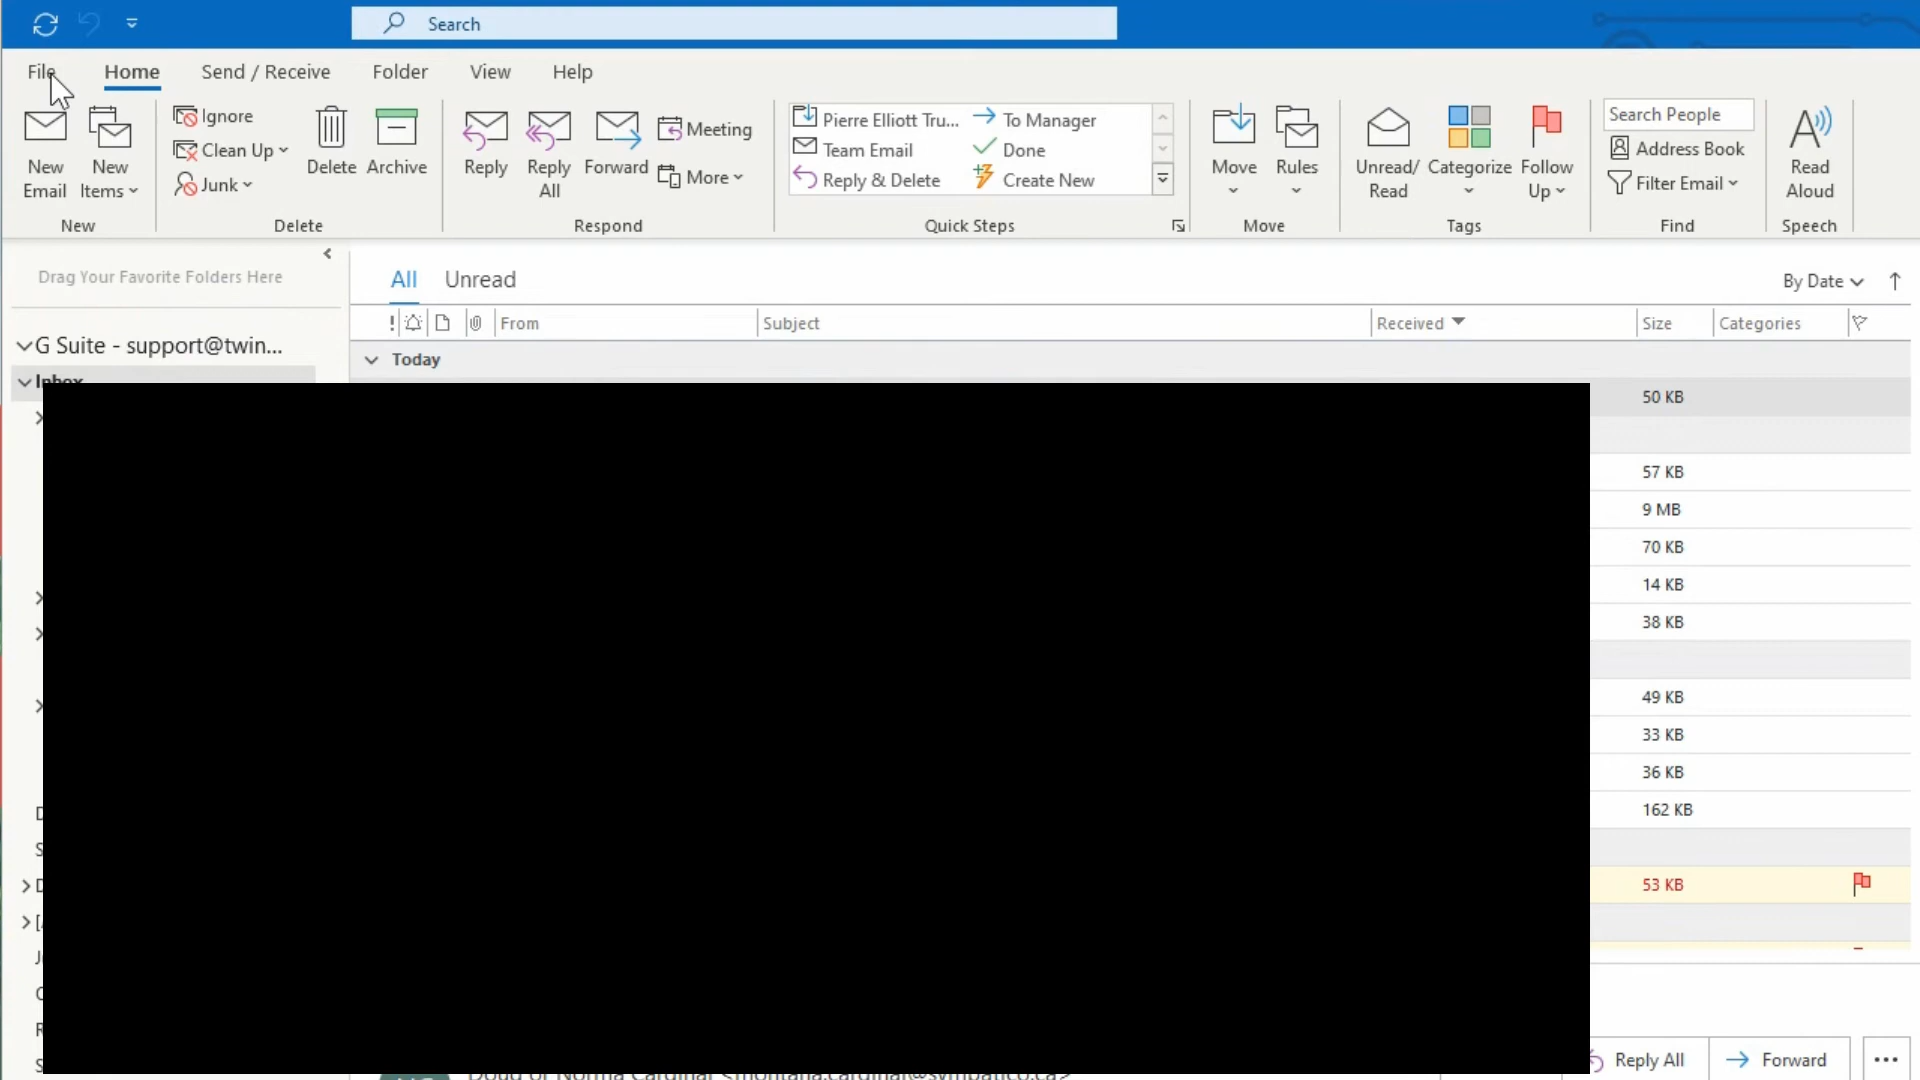 Search
File Home Send / Receive Folder View Help
New Email
New Items
Ignore
Clean Up
Junk
Delete
Archive
Reply
Reply All
Forward
Meeting
More
Pierre Elliott Tru...
To Manager
Team Email
Done
Reply & Delete
Create New
Move
Rules
Unread/ Read
Categorize
Follow Up
Search People
Address Book
Filter Email
Read Aloud
New Delete Respond Quick Steps Move Tags Find Speech
Drag Your Favorite Folders Here
All Unread
By Date
! From Subject Received Size Categories
G Suite - support@twin...
Today
Inbox
50 KB
57 KB
9 MB
70 KB
14 KB
38 KB
49 KB
33 KB
36 KB
162 KB
53 KB
Reply All
Forward